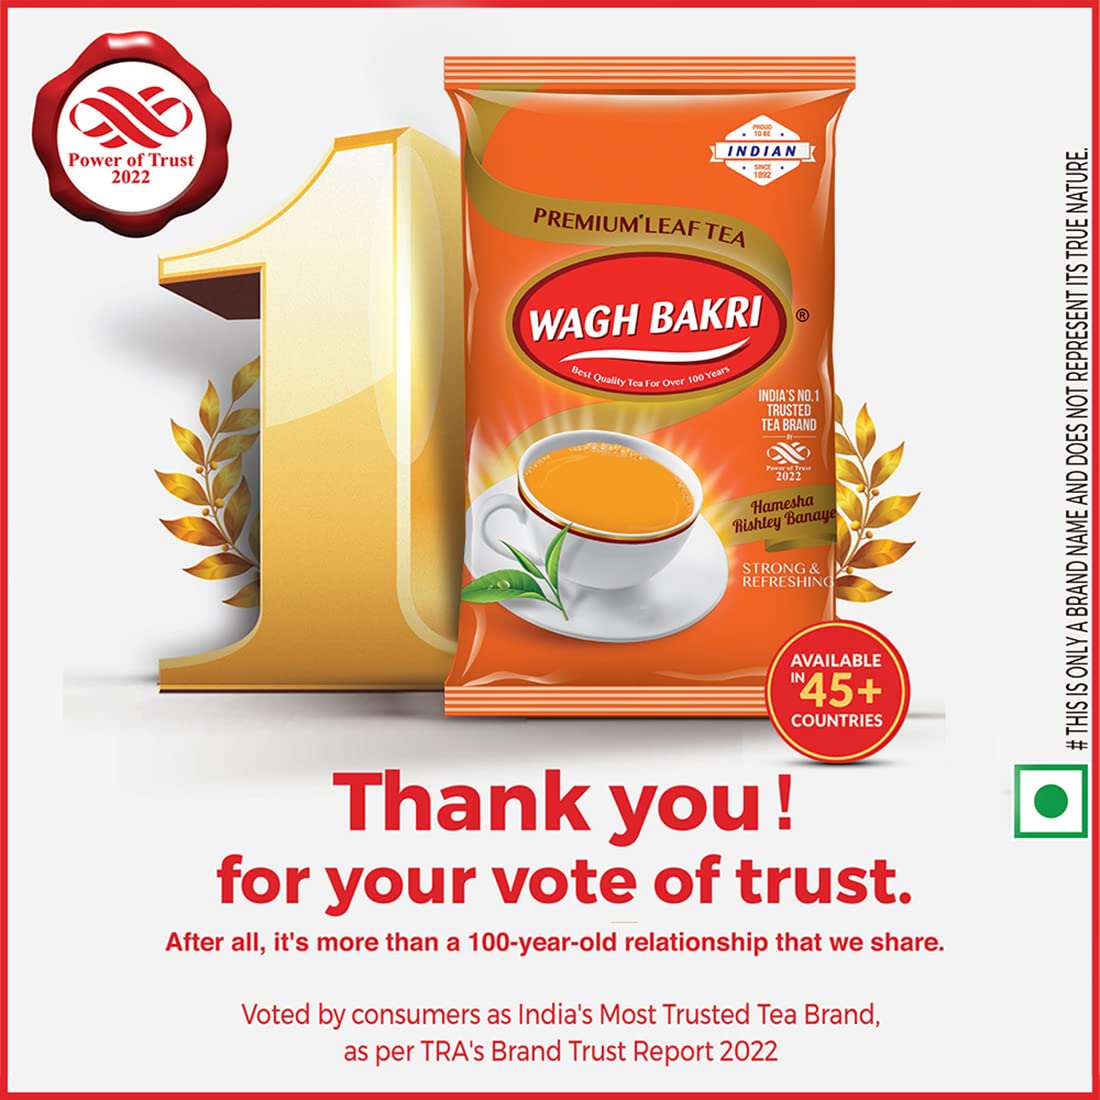 Power of Trust
2022
PROUD
TO BE
INDIAN
SINCE
1892
PREMIUM* LEAF TEA
WAGH BAKRI
®
Best Quality Tea For Over 100 Years
INDIA'S NO.1
TRUSTED
TEA BRAND
BY
Power of Trust
2022
Hamesha
Rishtey Banaye
STRONG &
REFRESHING
AVAILABLE
IN 45+
COUNTRIES
# THIS IS ONLY A BRAND NAME AND DOES NOT REPRESENT ITS TRUE NATURE.
Thank you!
for your vote of trust.
After all, it's more than a 100-year-old relationship that we share.
Voted by consumers as India's Most Trusted Tea Brand,
as per TRA's Brand Trust Report 2022